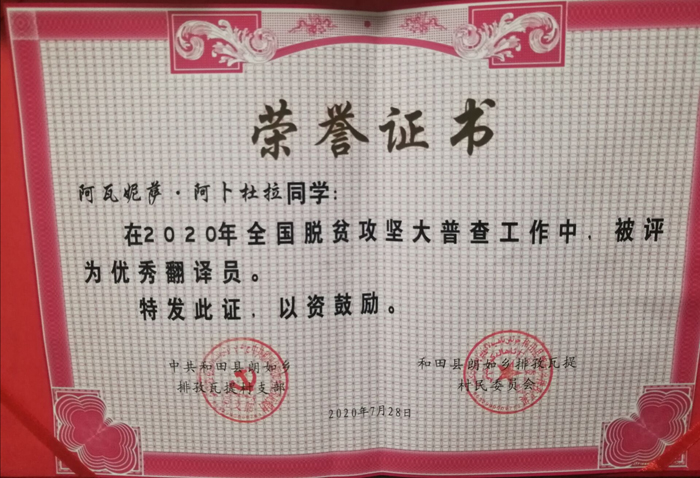 荣誉证书
阿瓦妮萨·阿卜杜拉同学：
在2020年全国脱贫攻坚大普查工作中，被评
为优秀翻译员。
特发此证，以资鼓励。
中共和田县朗如乡
排孜瓦提村支部
和田县朗如乡排孜瓦提
村民委员会
2020年7月28日